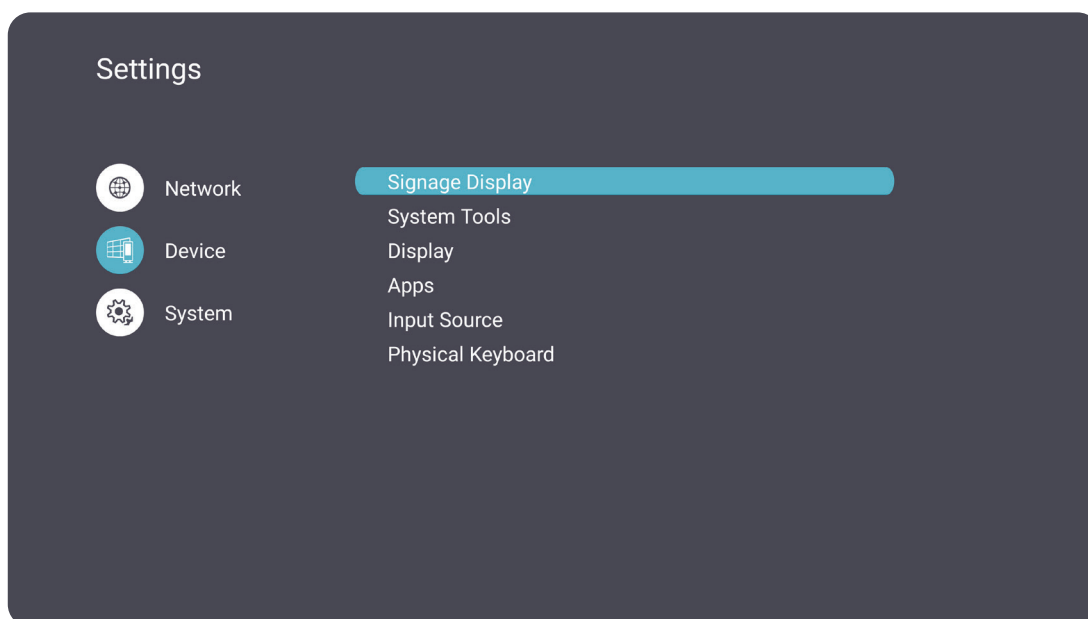 Settings
Network
Device
System
Signage Display
System Tools
Display
Apps
Input Source
Physical Keyboard